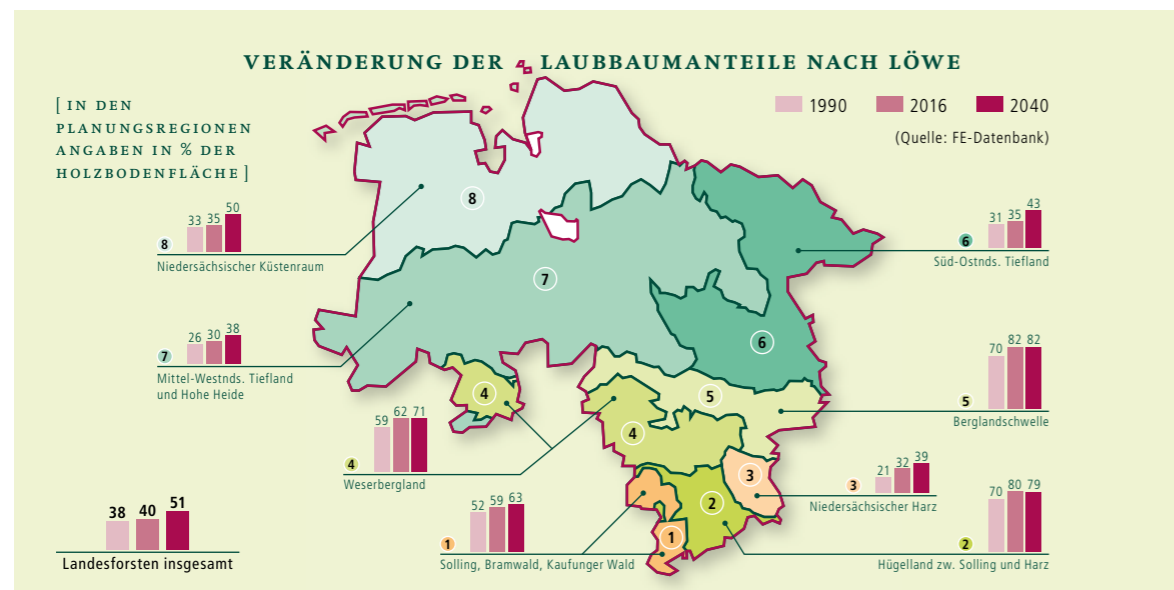 VERÄNDERUNG DER LAUBBAUMANTEILE NACH LÖWE
[ IN DEN
PLANUNGSREGIONEN
ANGABEN IN % DER
HOLZBODENFLÄCHE ]
1990 2016 2040
(Quelle: FE-Datenbank)
33 35 50
8
Niedersächsischer Küstenraum
26 30 38
7
Mittel-Westnds. Tiefland
und Hohe Heide
59 62 71
4
Weserbergland
38 40 51
Landesforsten insgesamt
52 59 63
1
Solling, Bramwald, Kaufunger Wald
8
7
6
5
4
4
3
2
1
31 35 43
6
Süd-Ostnds. Tiefland
70 82 82
5
Berglandschwelle
21 32 39
3
Niedersächsischer Harz
70 80 79
2
Hügelland zw. Solling und Harz